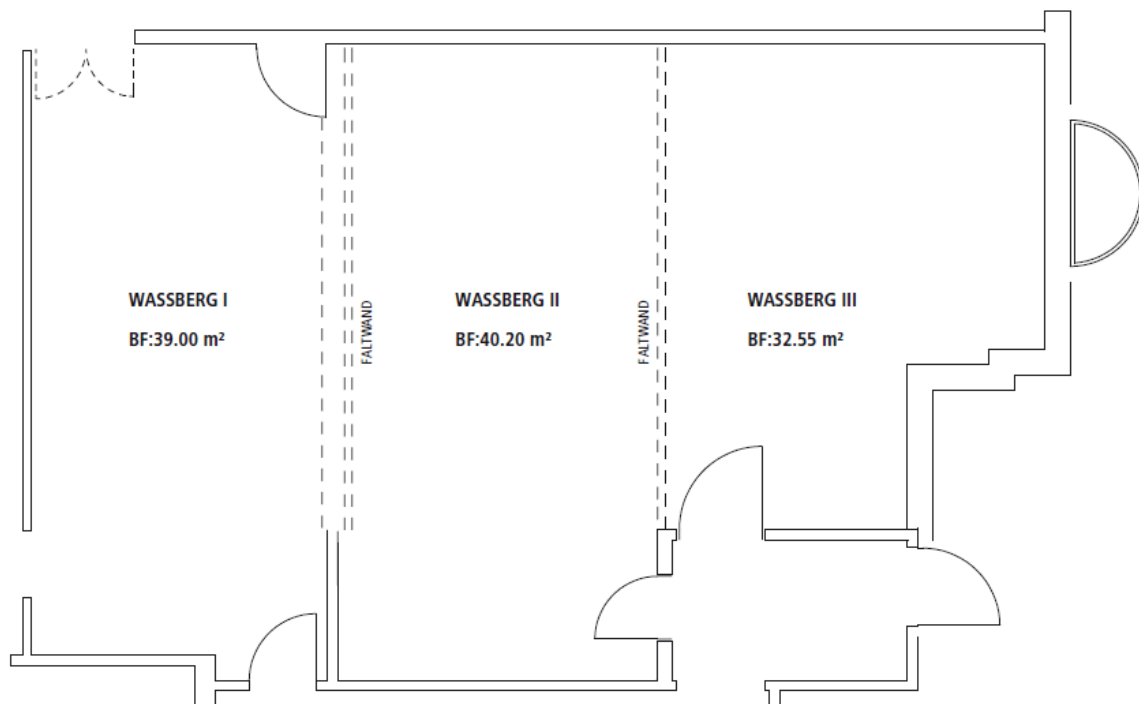 WASSBERG I
BF:39.00 m²
FALTWAND
WASSBERG II
BF:40.20 m²
FALTWAND
WASSBERG III
BF:32.55 m²